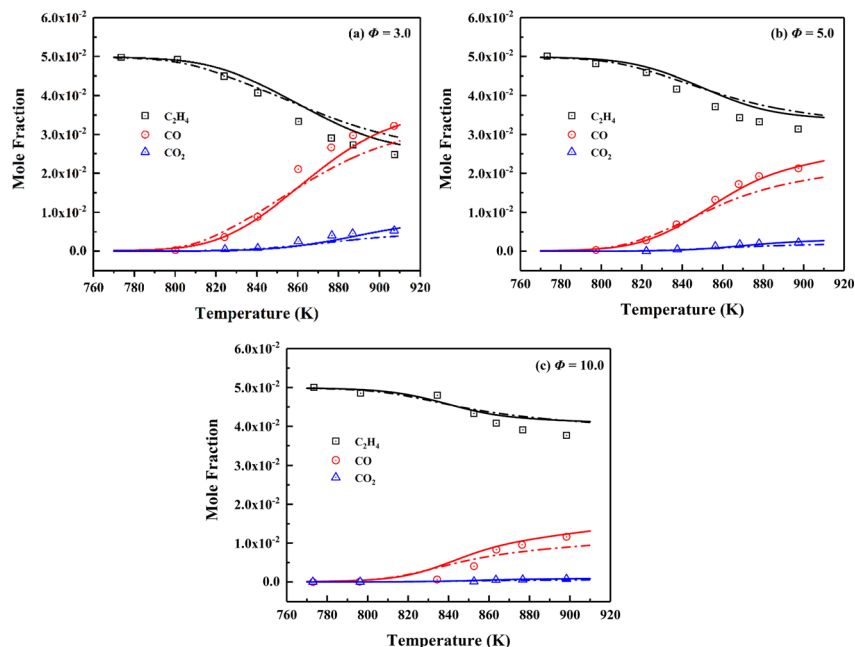 6.0x10⁻²
(a) Φ = 3.0
5.0x10⁻²
4.0x10⁻²
3.0x10⁻²
2.0x10⁻²
1.0x10⁻²
0.0
Mole Fraction
C₂H₄
CO
CO₂
760 780 800 820 840 860 880 900 920
Temperature (K)
6.0x10⁻²
(b) Φ = 5.0
5.0x10⁻²
4.0x10⁻²
3.0x10⁻²
2.0x10⁻²
1.0x10⁻²
0.0
Mole Fraction
C₂H₄
CO
CO₂
760 780 800 820 840 860 880 900 920
Temperature (K)
6.0x10⁻²
(c) Φ = 10.0
5.0x10⁻²
4.0x10⁻²
3.0x10⁻²
2.0x10⁻²
1.0x10⁻²
0.0
Mole Fraction
C₂H₄
CO
CO₂
760 780 800 820 840 860 880 900 920
Temperature (K)